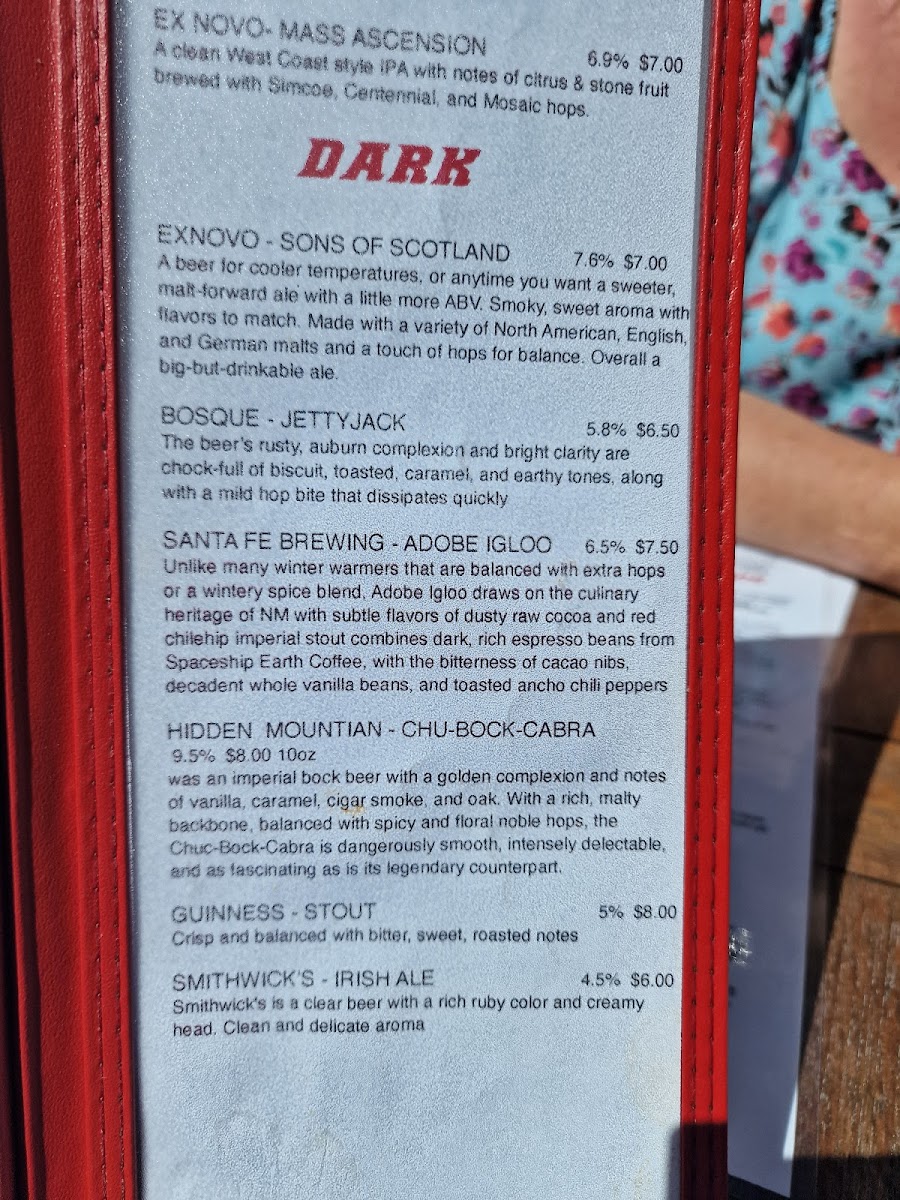 EX NOVO- MASS ASCENSION 6.9% $7.00
A clean West Coast style IPA with notes of citrus & stone fruit
brewed with Simcoe, Centennial, and Mosaic hops.
DARK
EXNOVO - SONS OF SCOTLAND 7.6% $7.00
A beer for cooler temperatures, or anytime you want a sweeter,
malt-forward ale with a little more ABV. Smoky, sweet aroma with
flavors to match. Made with a variety of North American, English,
and German malts and a touch of hops for balance. Overall a
big-but-drinkable ale.
BOSQUE - JETTYJACK 5.8% $6.50
The beer's rusty, auburn complexion and bright clarity are
chock-full of biscuit, toasted, caramel, and earthy tones, along
with a mild hop bite that dissipates quickly
SANTA FE BREWING - ADOBE IGLOO 6.5% $7.50
Unlike many winter warmers that are balanced with extra hops
or a wintery spice blend, Adobe Igloo draws on the culinary
heritage of NM with subtle flavors of dusty raw cocoa and red
chilehip imperial stout combines dark, rich espresso beans from
Spaceship Earth Coffee, with the bitterness of cacao nibs,
decadent whole vanilla beans, and toasted ancho chili peppers
HIDDEN MOUNTIAN - CHU-BOCK-CABRA
9.5% $8.00 10oz
was an imperial bock beer with a golden complexion and notes
of vanilla, caramel, cigar smoke, and oak. With a rich, malty
backbone, balanced with spicy and floral noble hops, the
Chuc-Bock-Cabra is dangerously smooth, intensely delectable,
and as fascinating as is its legendary counterpart.
GUINNESS - STOUT 5% $8.00
Crisp and balanced with bitter, sweet, roasted notes
SMITHWICK'S - IRISH ALE 4.5% $6.00
Smithwick's is a clear beer with a rich ruby color and creamy
head. Clean and delicate aroma